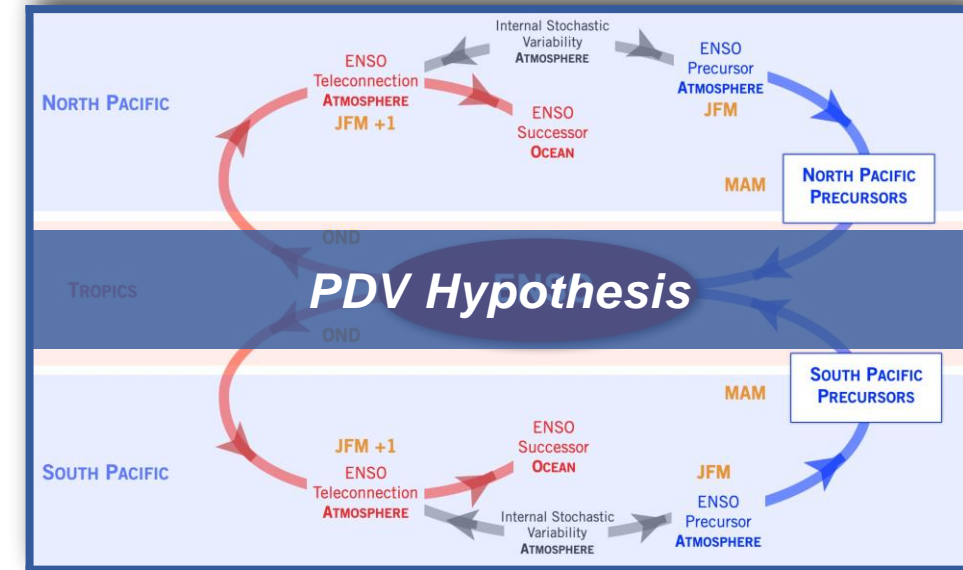 Internal Stochastic
Variability
ATMOSPHERE
ENSO
Teleconnection
ATMOSPHERE
JFM +1
ENSO
Precursor
ATMOSPHERE
JFM
NORTH PACIFIC
ENSO
Successor
OCEAN
MAM
NORTH PACIFIC
PRECURSORS
OND
TROPICS
ENSO
PDV Hypothesis
OND
SOUTH PACIFIC
PRECURSORS
MAM
ENSO
Successor
OCEAN
JFM +1
ENSO
Teleconnection
ATMOSPHERE
SOUTH PACIFIC
JFM
ENSO
Precursor
ATMOSPHERE
Internal Stochastic
Variability
ATMOSPHERE